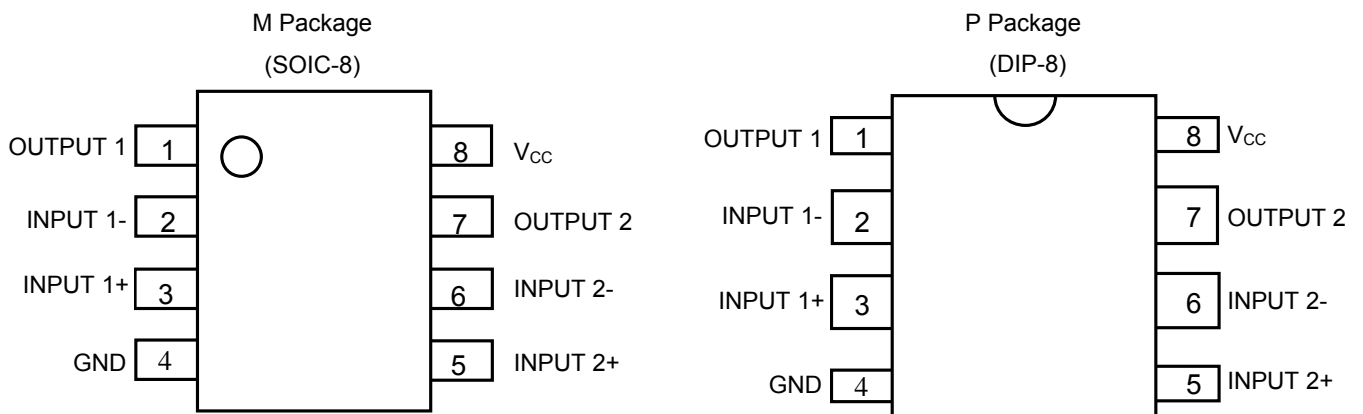 M Package
(SOIC-8)
OUTPUT 1 1 8 VCC
INPUT 1- 2 7 OUTPUT 2
INPUT 1+ 3 6 INPUT 2-
GND 4 5 INPUT 2+
P Package
(DIP-8)
OUTPUT 1 1 8 VCC
INPUT 1- 2 7 OUTPUT 2
INPUT 1+ 3 6 INPUT 2-
GND 4 5 INPUT 2+